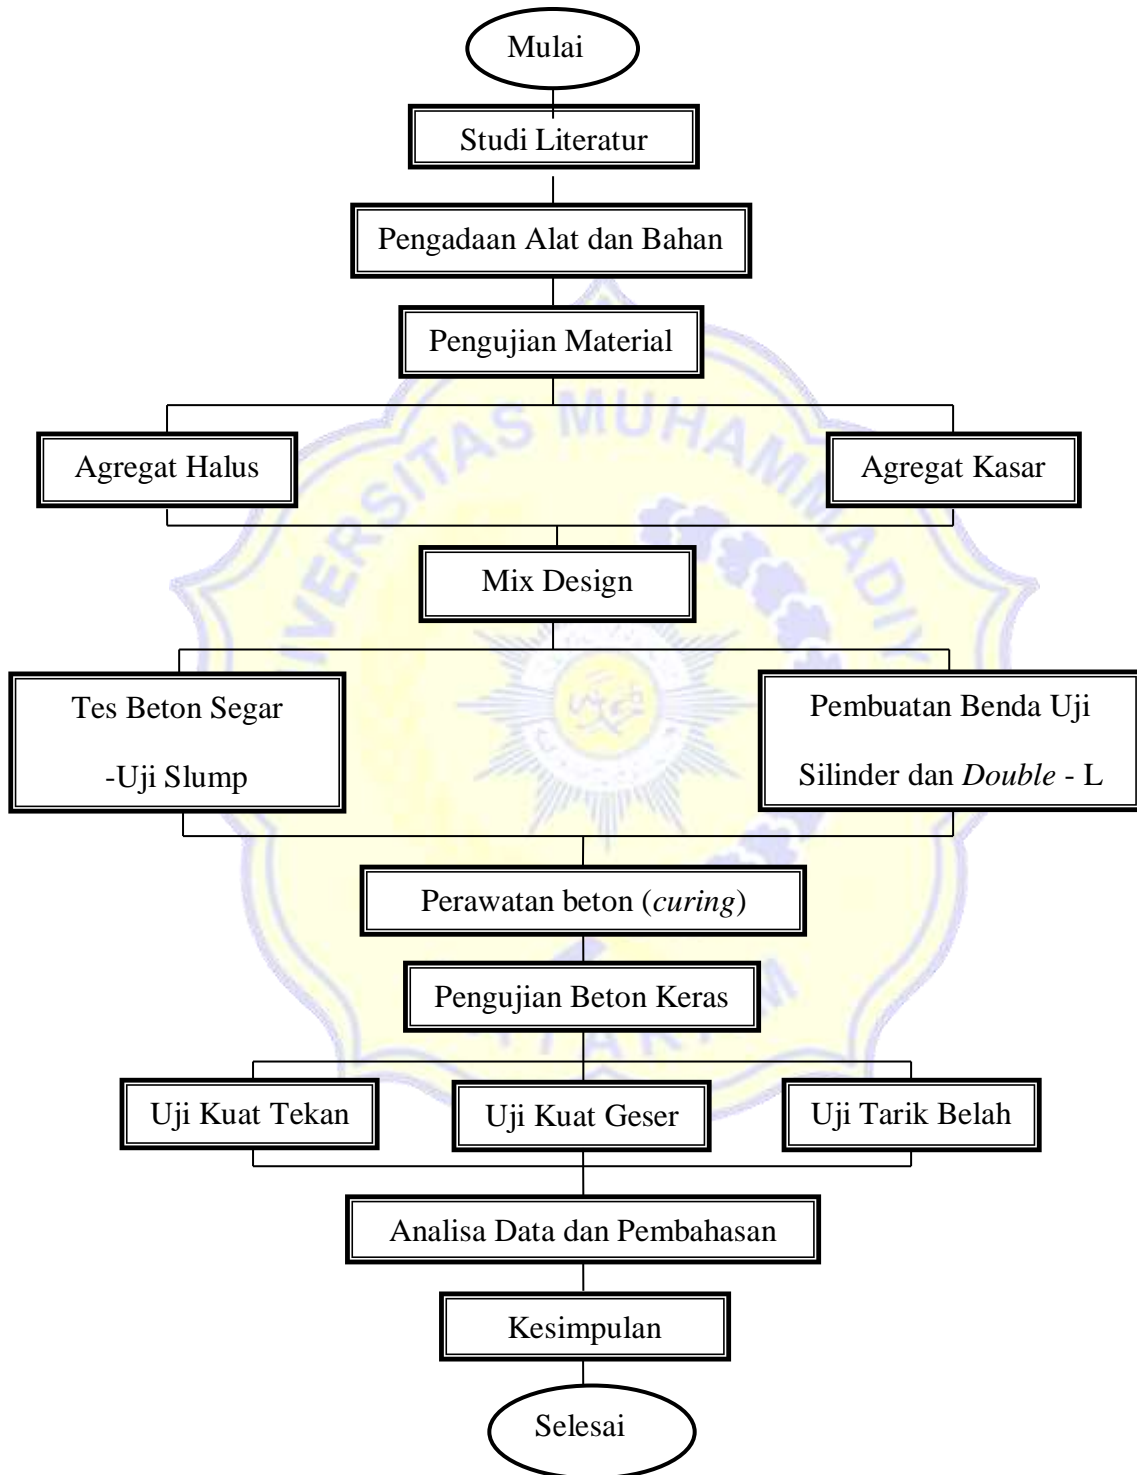 Mulai
Studi Literatur
Pengadaan Alat dan Bahan
Pengujian Material
Agregat Halus
Agregat Kasar
Mix Design
Tes Beton Segar
-Uji Slump
Pembuatan Benda Uji
Silinder dan Double - L
Perawatan beton (curing)
Pengujian Beton Keras
Uji Kuat Tekan
Uji Kuat Geser
Uji Tarik Belah
Analisa Data dan Pembahasan
Kesimpulan
Selesai